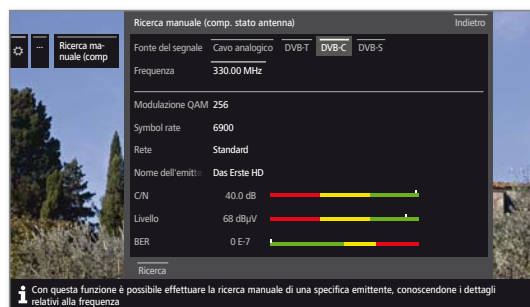 Ricerca manuale (comp. stato antenna) Indietro
...
Ricerca ma-
nuale (comp
Fonte del segnale Cavo analogico DVB-T DVB-C DVB-S
Frequenza 330.00 MHz
Modulazione QAM 256
Symbol rate 6900
Rete Standard
Nome dell'emitte Das Erste HD
C/N 40.0 dB
Livello 68 dBµV
BER 0 E-7
Ricerca
Con questa funzione è possibile effettuare la ricerca manuale di una specifica emittente, conoscendone i dettagli
relativi alla frequenza